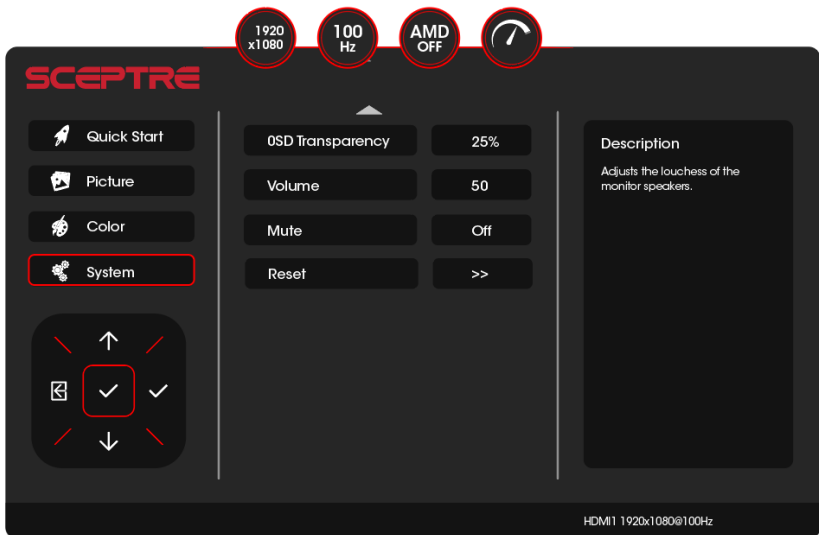 1920
x1080
100
Hz
AMD
OFF
SCEPTRE
Quick Start
Picture
Color
System
0SD Transparency 25%
Volume 50
Mute Off
Reset >>
Description
Adjusts the louchess of the
monitor speakers.
HDMI1 1920x1080@100Hz